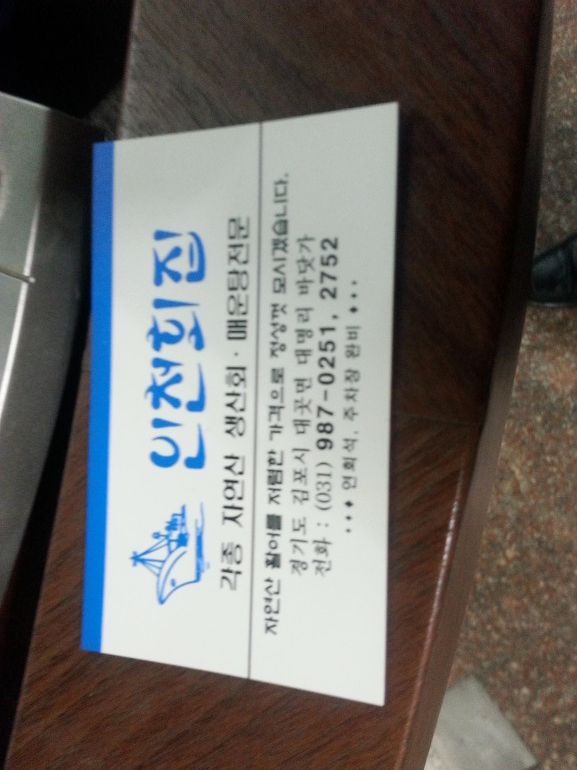 인천횟집
각종 자연산 생선회·매운탕전문
자연산 활어를 저렴한 가격으로 정성껏 모시겠습니다.
경기도 김포시 대곶면 대명리 바닷가
전화 : (031) 987-0251, 2752
♦♦♦ 연회석, 주차장 완비 ♦♦♦